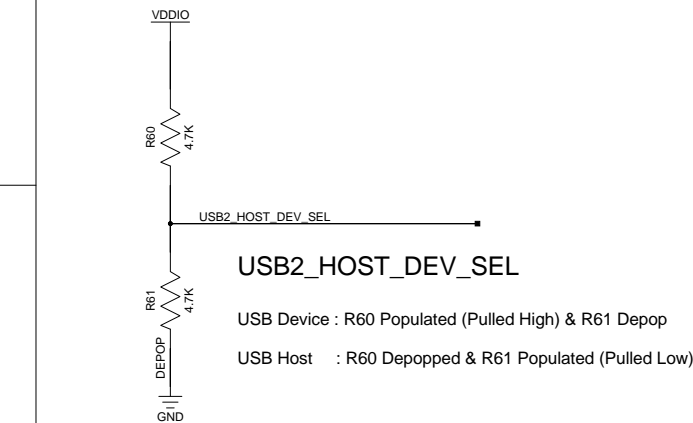 VDDIO
R60
4.7K
USB2_HOST_DEV_SEL
USB2_HOST_DEV_SEL
R61
4.7K
USB Device : R60 Populated (Pulled High) & R61 Depop
DEPOP
USB Host : R60 Depopped & R61 Populated (Pulled Low)
GND